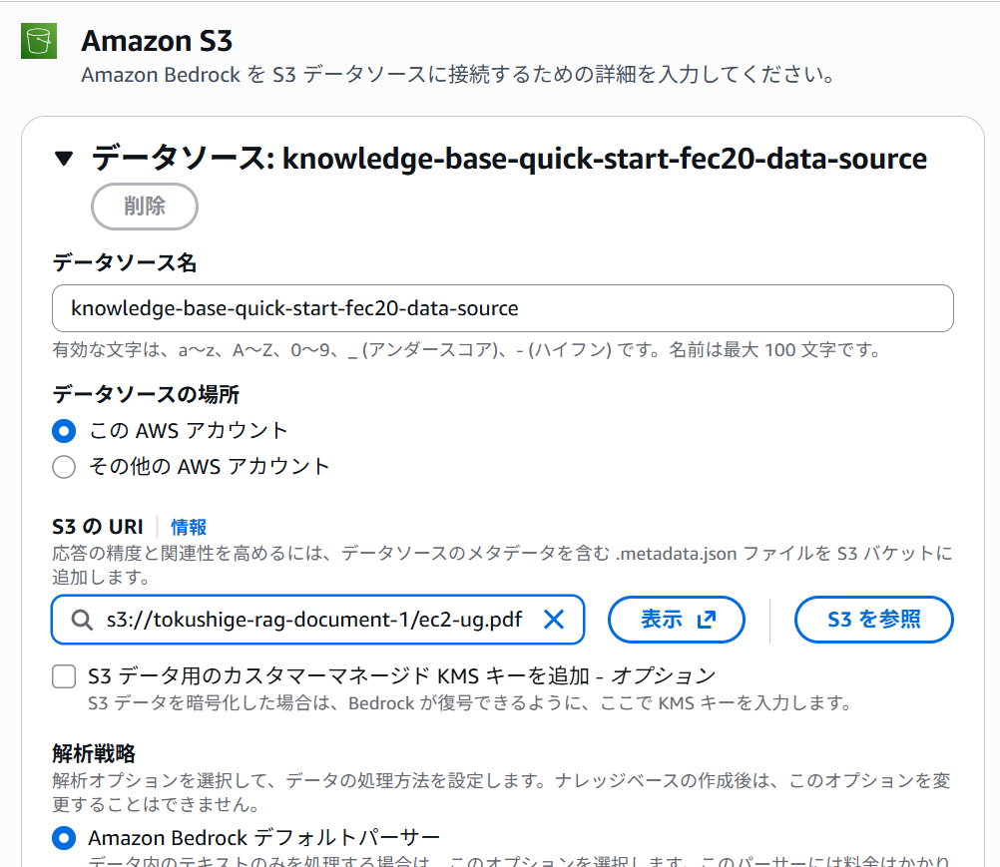 Amazon S3
Amazon Bedrock を S3 データソースに接続するための詳細を入力してください。
データソース: knowledge-base-quick-start-fec20-data-source
削除
データソース名
knowledge-base-quick-start-fec20-data-source
有効な文字は、a～z、A～Z、0～9、_ (アンダースコア)、- (ハイフン) です。名前は最大 100 文字です。
データソースの場所
この AWS アカウント
その他の AWS アカウント
S3 の URI 情報
応答の精度と関連性を高めるには、データソースのメタデータを含む .metadata.json ファイルを S3 バケットに
追加します。
s3://tokushige-rag-document-1/ec2-ug.pdf 表示 S3 を参照
S3 データ用のカスタマーマネージド KMS キーを追加 - オプション
S3 データを暗号化した場合は、Bedrock が復号できるように、ここで KMS キーを入力します。
解析戦略
解析オプションを選択して、データの処理方法を設定します。ナレッジベースの作成後は、このオプションを変
更することはできません。
Amazon Bedrock デフォルトパーサー
データ内のテキストのみを処理する場合は、このオプションを選択します。このパーサーには料金はかかり